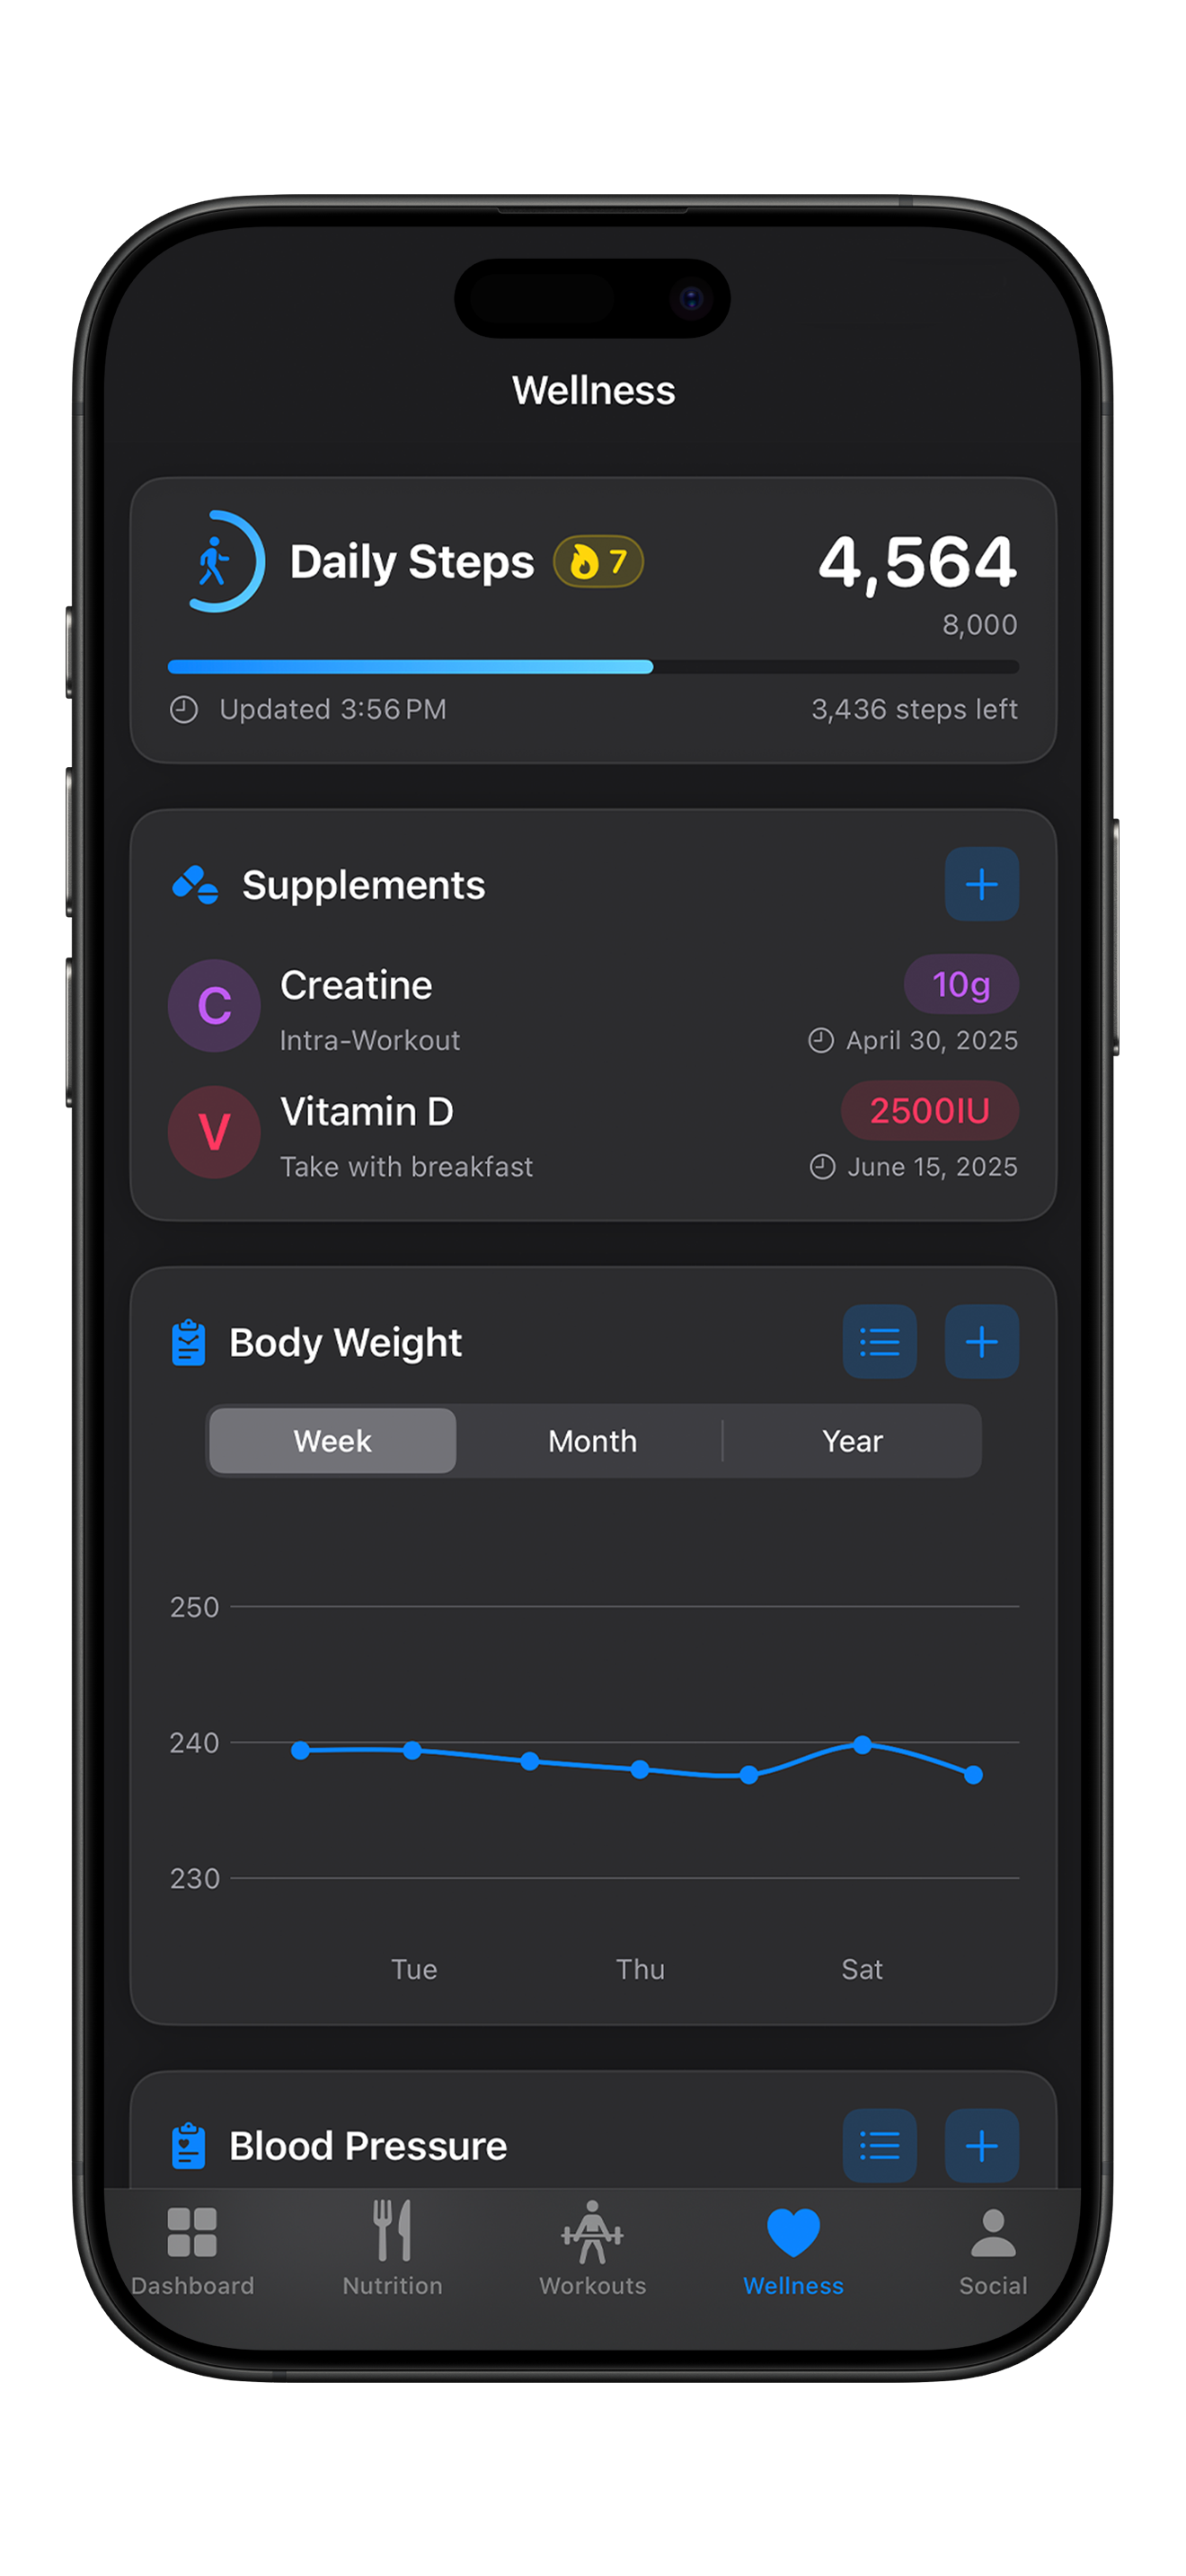 Wellness
Daily Steps 7 4,564
8,000
Updated 3:56 PM 3,436 steps left
Supplements
C Creatine 10g
Intra-Workout April 30, 2025
V Vitamin D 2500IU
Take with breakfast June 15, 2025
Body Weight
Week Month Year
250
240
230
Tue Thu Sat
Blood Pressure
Dashboard Nutrition Workouts Wellness Social